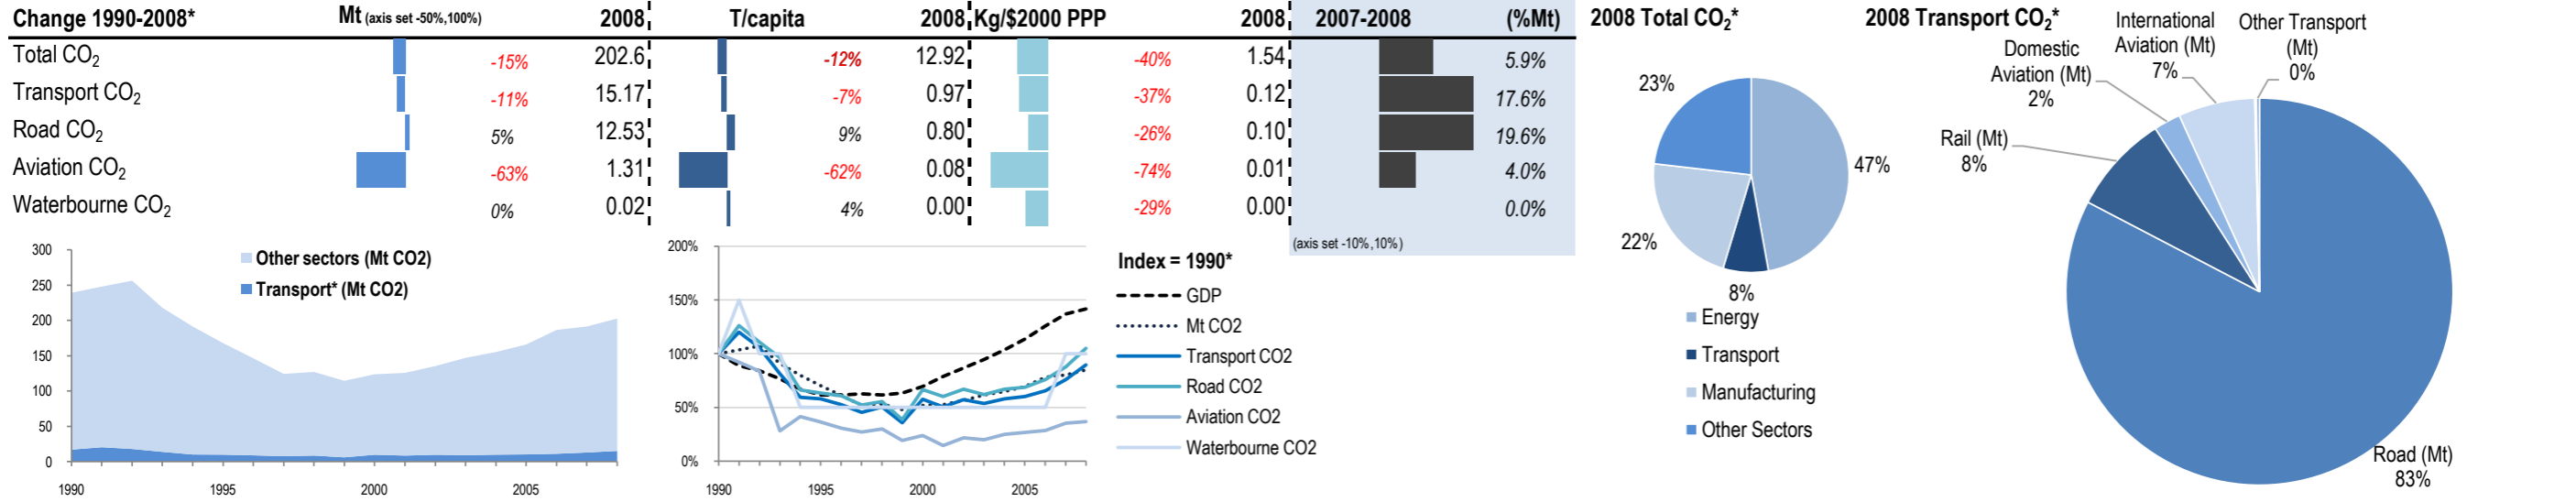 Change 1990-2008* Mt (axis set -50%,100%) 2008 T/capita 2008 Kg/$2000 PPP 2008 2007-2008 (%Mt)
Total CO2 -15% 202.6 -12% 12.92 -40% 1.54 5.9%
Transport CO2 -11% 15.17 -7% 0.97 -37% 0.12 17.6%
Road CO2 5% 12.53 9% 0.80 -26% 0.10 19.6%
Aviation CO2 -63% 1.31 -62% 0.08 -74% 0.01 4.0%
Waterbourne CO2 0% 0.02 4% 0.00 -29% 0.00 0.0%
(axis set -10%,10%)
300
250
200
150
100
50
0
1990 1995 2000 2005
Other sectors (Mt CO2)
Transport* (Mt CO2)
200%
150%
100%
50%
0%
1990 1995 2000 2005
Index = 1990*
GDP
Mt CO2
Transport CO2
Road CO2
Aviation CO2
Waterbourne CO2
2008 Total CO2*
23%
47%
22%
8%
Energy
Transport
Manufacturing
Other Sectors
2008 Transport CO2*
International
Aviation (Mt)
7%
Other Transport
(Mt)
0%
Domestic
Aviation (Mt)
2%
Rail (Mt)
8%
Road (Mt)
83%